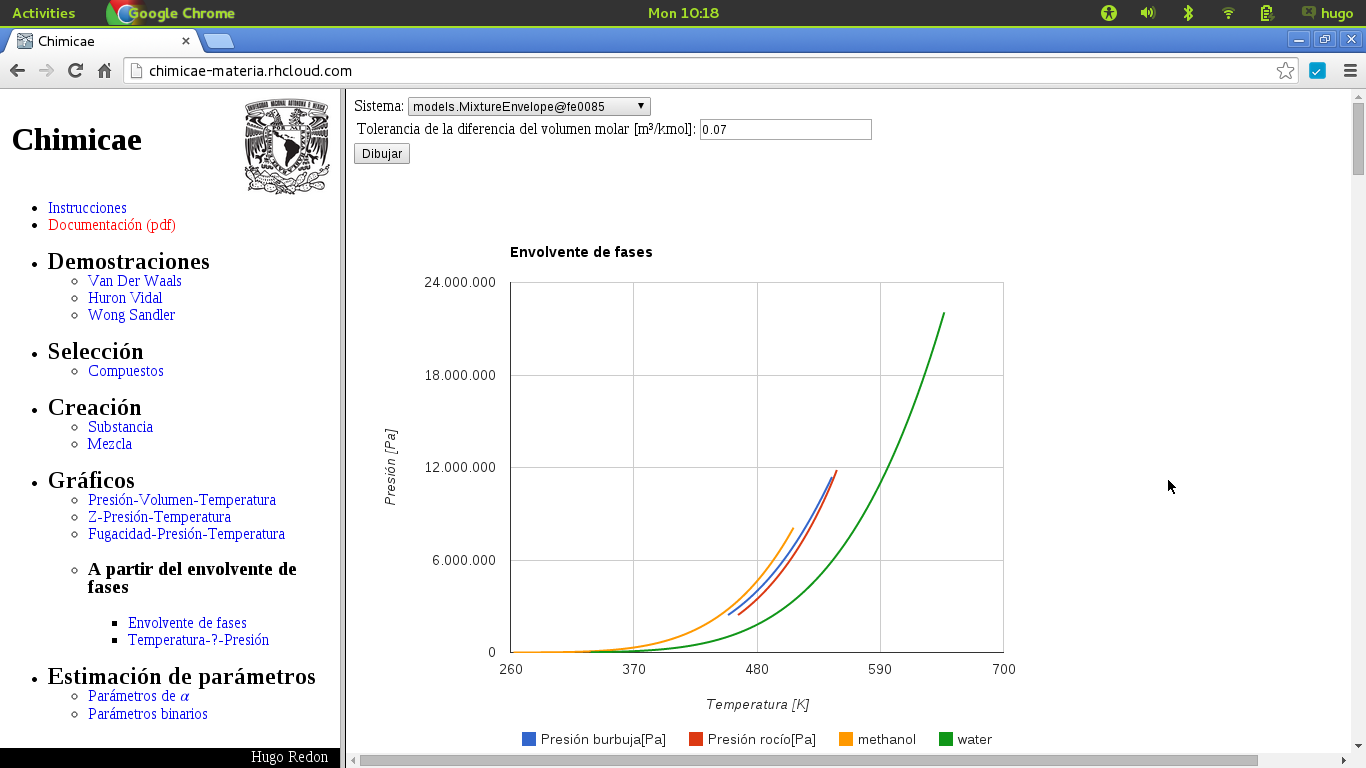 Activities
Google Chrome
Mon 10:18
hugo
Chimicae
chimicae-materia.rhcloud.com
Chimicae
Instrucciones
Documentación (pdf)
Demostraciones
Van Der Waals
Huron Vidal
Wong Sandler
Selección
Compuestos
Creación
Substancia
Mezcla
Gráficos
Presión-Volumen-Temperatura
Z-Presión-Temperatura
Fugacidad-Presión-Temperatura
A partir del envolvente de
fases
Envolvente de fases
Temperatura-?-Presión
Estimación de parámetros
Parámetros de α
Parámetros binarios
Hugo Redon
Sistema: models.MixtureEnvelope@fe0085
Tolerancia de la diferencia del volumen molar [m³/kmol]: 0.07
Dibujar
Envolvente de fases
24.000.000
18.000.000
12.000.000
6.000.000
0
Presión [Pa]
260 370 480 590 700
Temperatura [K]
Presión burbuja[Pa] Presión rocío[Pa] methanol water